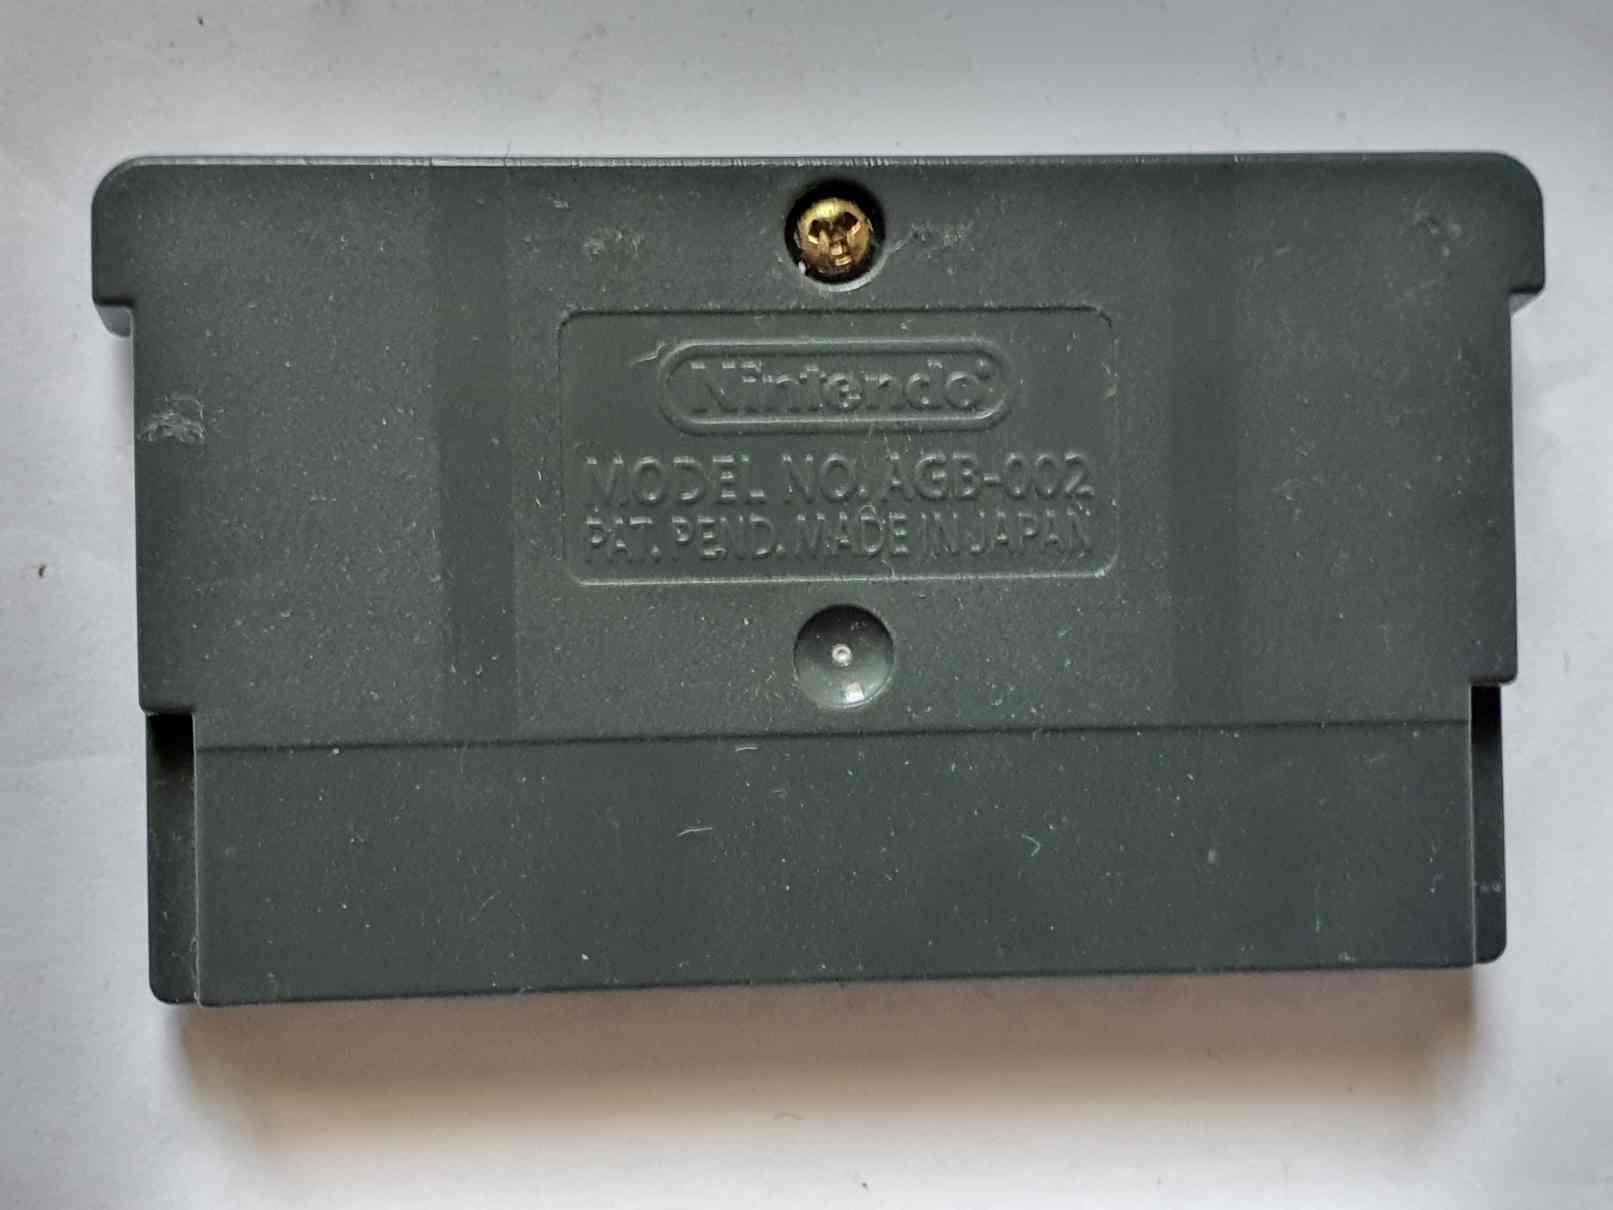 Nintendo®
MODEL NO. AGB-002
PAT. PEND. MADE IN JAPAN